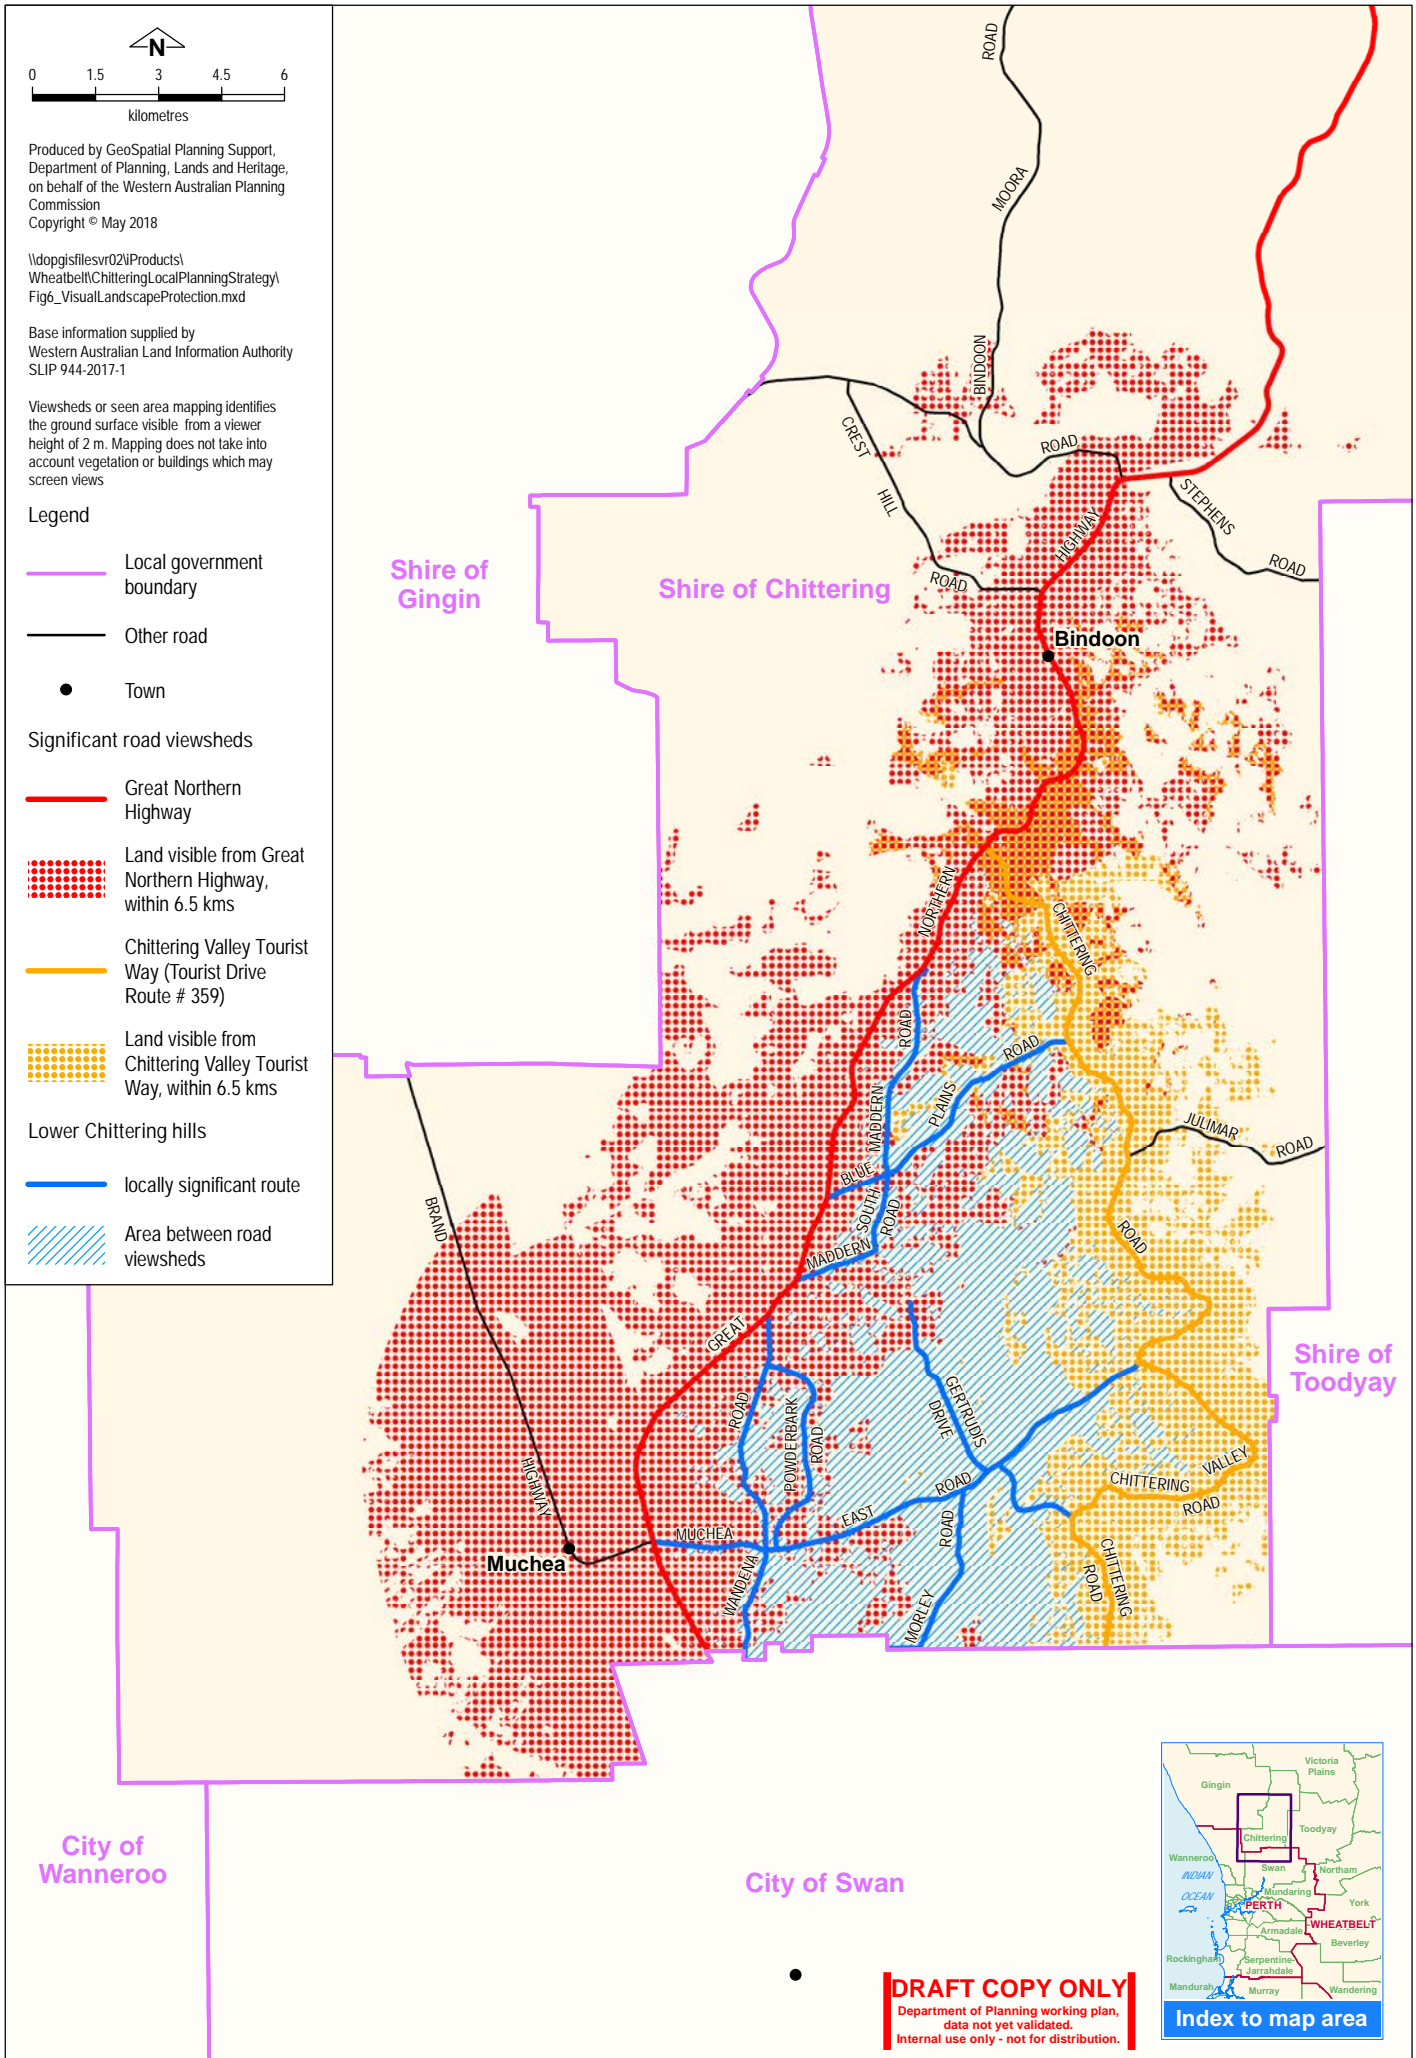 N
0 1.5 3 4.5 6
kilometres
Produced by GeoSpatial Planning Support,
Department of Planning, Lands and Heritage,
on behalf of the Western Australian Planning
Commission
Copyright © May 2018
\\dopgisfilesvr02\iProducts\
Wheatbelt\ChitteringLocalPlanningStrategy\
Fig6_VisualLandscapeProtection.mxd
Base information supplied by
Western Australian Land Information Authority
SLIP 944-2017-1
Viewsheds or seen area mapping identifies
the ground surface visible from a viewer
height of 2 m. Mapping does not take into
account vegetation or buildings which may
screen views
Legend
Local government
boundary
Other road
Town
Significant road viewsheds
Great Northern
Highway
Land visible from Great
Northern Highway,
within 6.5 kms
Chittering Valley Tourist
Way (Tourist Drive
Route # 359)
Land visible from
Chittering Valley Tourist
Way, within 6.5 kms
Lower Chittering hills
locally significant route
Area between road
viewsheds
ROAD
MOORA
BINDOON
ROAD
CREST
HILL
ROAD
HIGHWAY
STEPHENS
ROAD
Shire of
Gingin
Shire of Chittering
Bindoon
NORTHERN
CHITTERING
ROAD
ROAD
MADDERN
PLAINS
BLUE
SOUTH
ROAD
MADDERN
JULIMAR
ROAD
ROAD
BRAND
HIGHWAY
GREAT
Shire of
Toodyay
ROAD
POWDERBARK
ROAD
GERTRUDIS
DRIVE
VALLEY
CHITTERING
ROAD
ROAD
EAST
MUCHEA
ROAD
Muchea
WANDENA
MORLEY
CHITTERING
ROAD
City of
Wanneroo
City of Swan
DRAFT COPY ONLY
Department of Planning working plan,
data not yet validated.
Internal use only - not for distribution.
Victoria
Plains
Gingin
Chittering
Toodyay
Wanneroo
Swan
Northam
INDIAN
OCEAN
Mundaring
York
PERTH
WHEATBELT
Armadale
Beverley
Rockingham
Serpentine-
Jarrahdale
Mandurah
Murray
Wandering
Index to map area